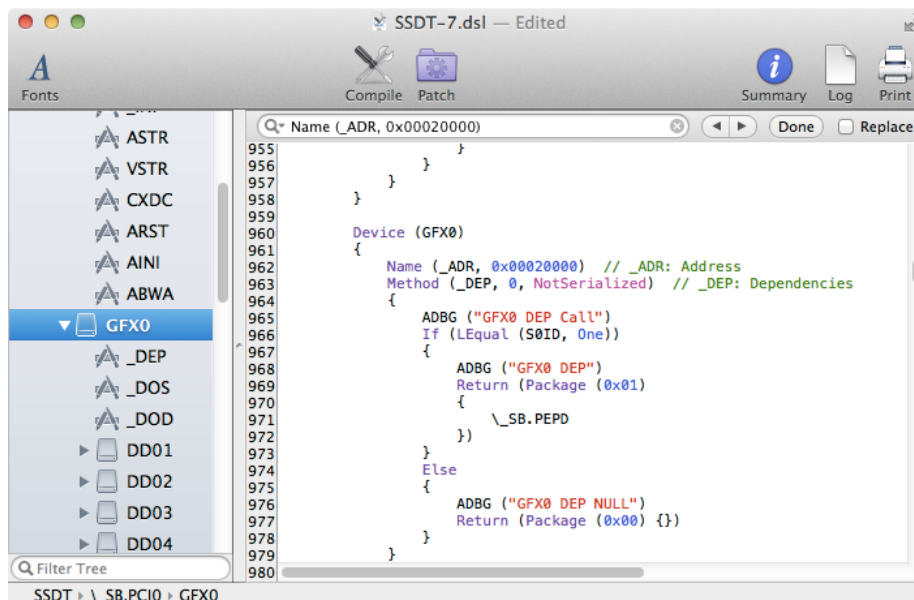 SSDT-7.dsl — Edited
Fonts
Compile Patch
Summary Log Print
ASTR
VSTR
CXDC
ARST
AINI
ABWA
GFX0
_DEP
_DOS
_DOD
DD01
DD02
DD03
DD04
Filter Tree
Name (_ADR, 0x00020000) Done Replace
955 }
956 }
957 }
958 }
959
960 Device (GFX0)
961 {
962 Name (_ADR, 0x00020000) // _ADR: Address
963 Method (_DEP, 0, NotSerialized) // _DEP: Dependencies
964 {
965 ADBG ("GFX0 DEP Call")
966 If (LEqual (S0ID, One))
967 {
968 ADBG ("GFX0 DEP")
969 Return (Package (0x01)
970 {
971 \_SB.PEPD
972 })
973 }
974 Else
975 {
976 ADBG ("GFX0 DEP NULL")
977 Return (Package (0x00) {})
978 }
979 }
980
SSDT ▸ \_SB.PCI0 ▸ GFX0